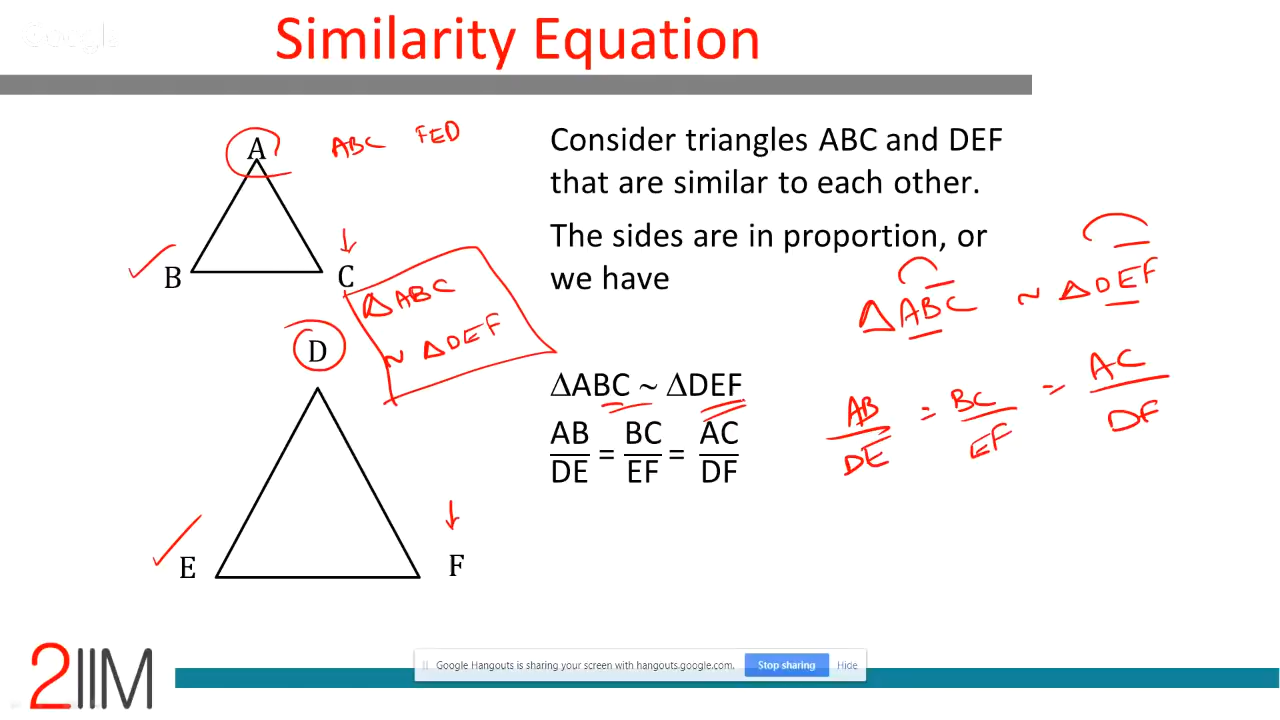 Google
Similarity Equation
A
ABC FED
B
C
ΔABC
~ ΔDEF
D
E
F
Consider triangles ABC and DEF
that are similar to each other.
The sides are in proportion, or
we have
ΔABC ~ ΔDEF
ΔABC ~ ΔDEF
AB/DE = BC/EF = AC/DF
AB/DE = BC/EF = AC/DF
2IIM
Google Hangouts is sharing your screen with hangouts.google.com.
Stop sharing
Hide